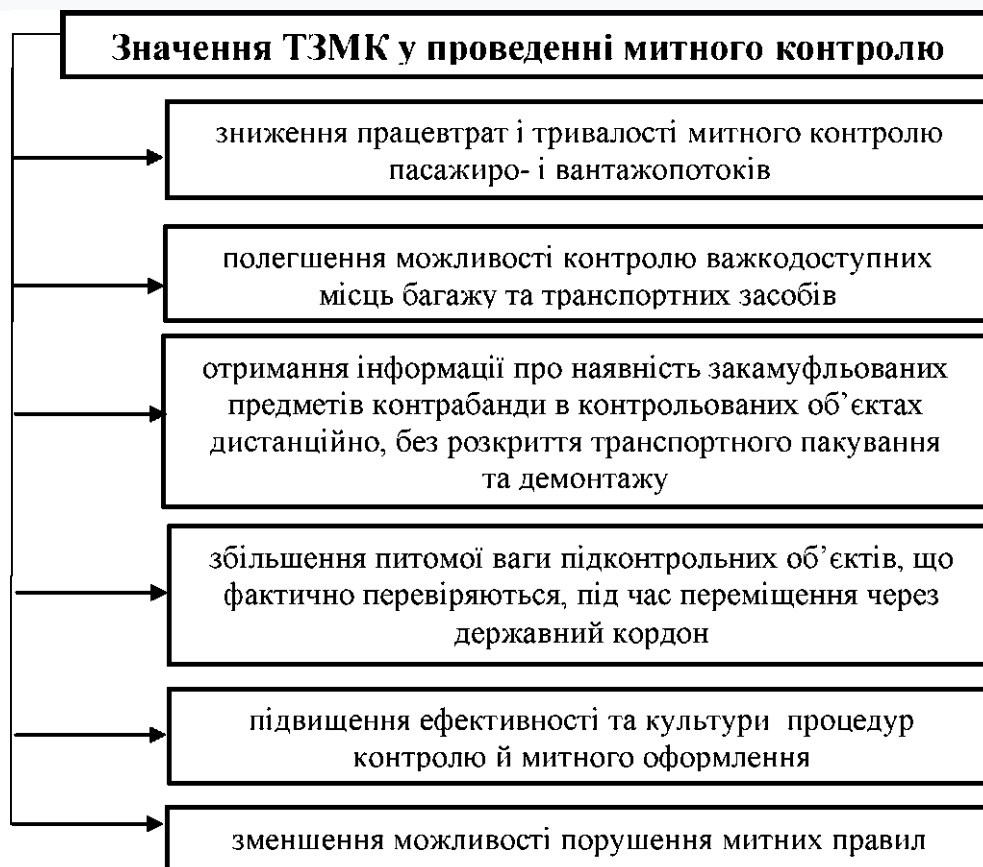 Значення ТЗМК у проведенні митного контролю
зниження працевтрат і тривалості митного контролю
пасажиро- і вантажопотоків
полегшення можливості контролю важкодоступних
місць багажу та транспортних засобів
отримання інформації про наявність закамуфльованих
предметів контрабанди в контрольованих об’єктах
дистанційно, без розкриття транспортного пакування
та демонтажу
збільшення питомої ваги підконтрольних об’єктів, що
фактично перевіряються, під час переміщення через
державний кордон
підвищення ефективності та культури процедур
контролю й митного оформлення
зменшення можливості порушення митних правил